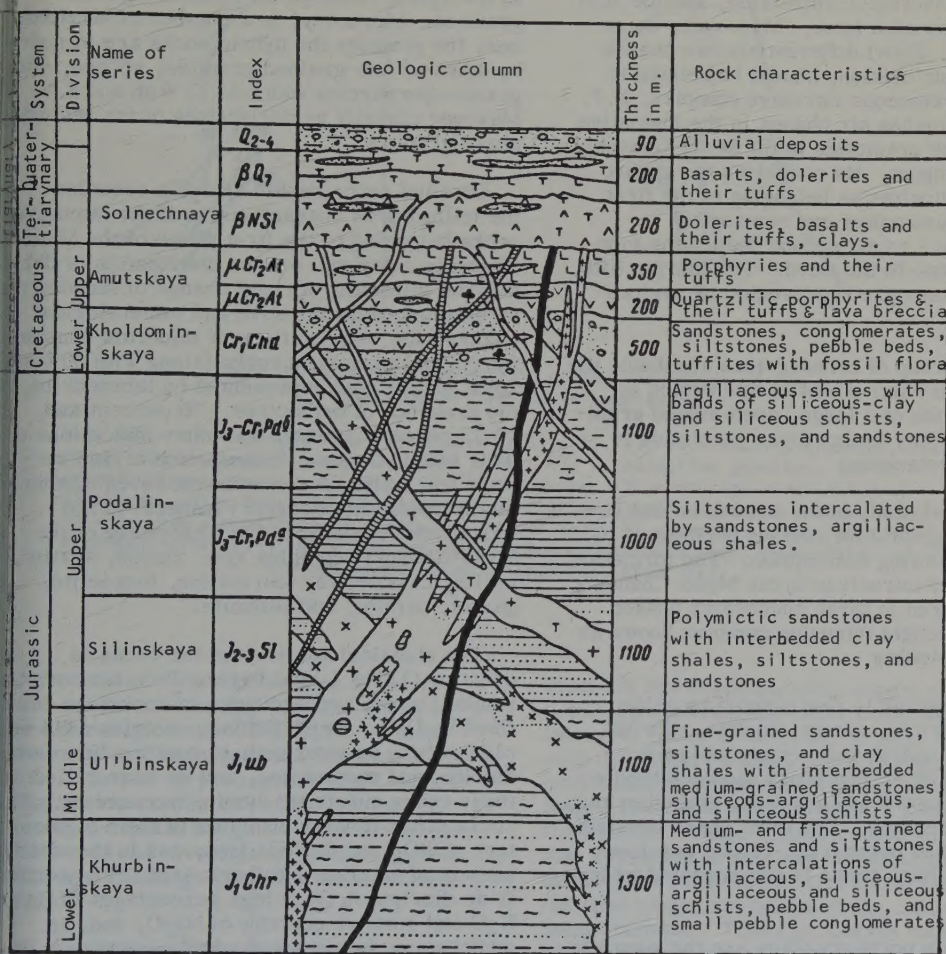 System
Division
Name of
series
Index
Geologic column
Thickness
in m.
Rock characteristics
Quater-
narynary
Q2-4
90
Alluvial deposits
βQ1
200
Basalts, dolerites and
their tuffs
Ter-
tiary
Solnechnaya
βNSl
208
Dolerites, basalts and
their tuffs, clays.
Cretaceous
Upper
Amutskaya
μCr2At
350
Porphyries and their
tuffs
μCr2At
200
Quartzitic porphyrites &
their tuffs & lava breccia
Lower
Kholdomin-
skaya
Cr1Chd
500
Sandstones, conglomerates,
siltstones, pebble beds,
tuffites with fossil flora
Jurassic
Upper
Podalin-
skaya
J3-Cr1Pdб
1100
Argillaceous shales with
bands of siliceous-clay
and siliceous schists,
siltstones, and sandstones
J3-Cr1Pda
1000
Siltstones intercalated
by sandstones, argillac-
eous shales.
Silinskaya
J2-3Sl
1100
Polymictic sandstones
with interbedded clay
shales, siltstones, and
sandstones
Middle
Ul'binskaya
J1ub
1100
Fine-grained sandstones,
siltstones, and clay
shales with interbedded
medium-grained sandstones
siliceous-argillaceous,
and siliceous schists
Lower
Khurbin-
skaya
J1Chr
1300
Medium- and fine-grained
sandstones and siltstones
with intercalations of
argillaceous, siliceous-
argillaceous and siliceous
schists, pebble beds, and
small pebble conglomerates